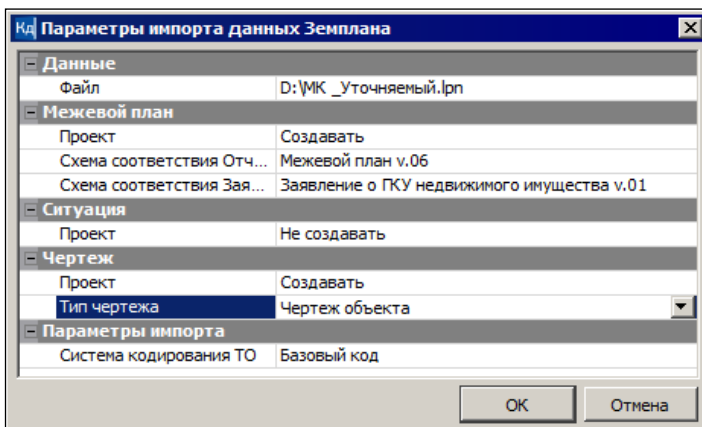 Кд Параметры импорта данных Земплана
Данные
Файл D:\МК _Уточняемый.lpn
Межевой план
Проект Создавать
Схема соответствия Отч... Межевой план v.06
Схема соответствия Зая... Заявление о ГКУ недвижимого имущества v.01
Ситуация
Проект Не создавать
Чертеж
Проект Создавать
Тип чертежа Чертеж объекта
Параметры импорта
Система кодирования ТО Базовый код
ОК Отмена